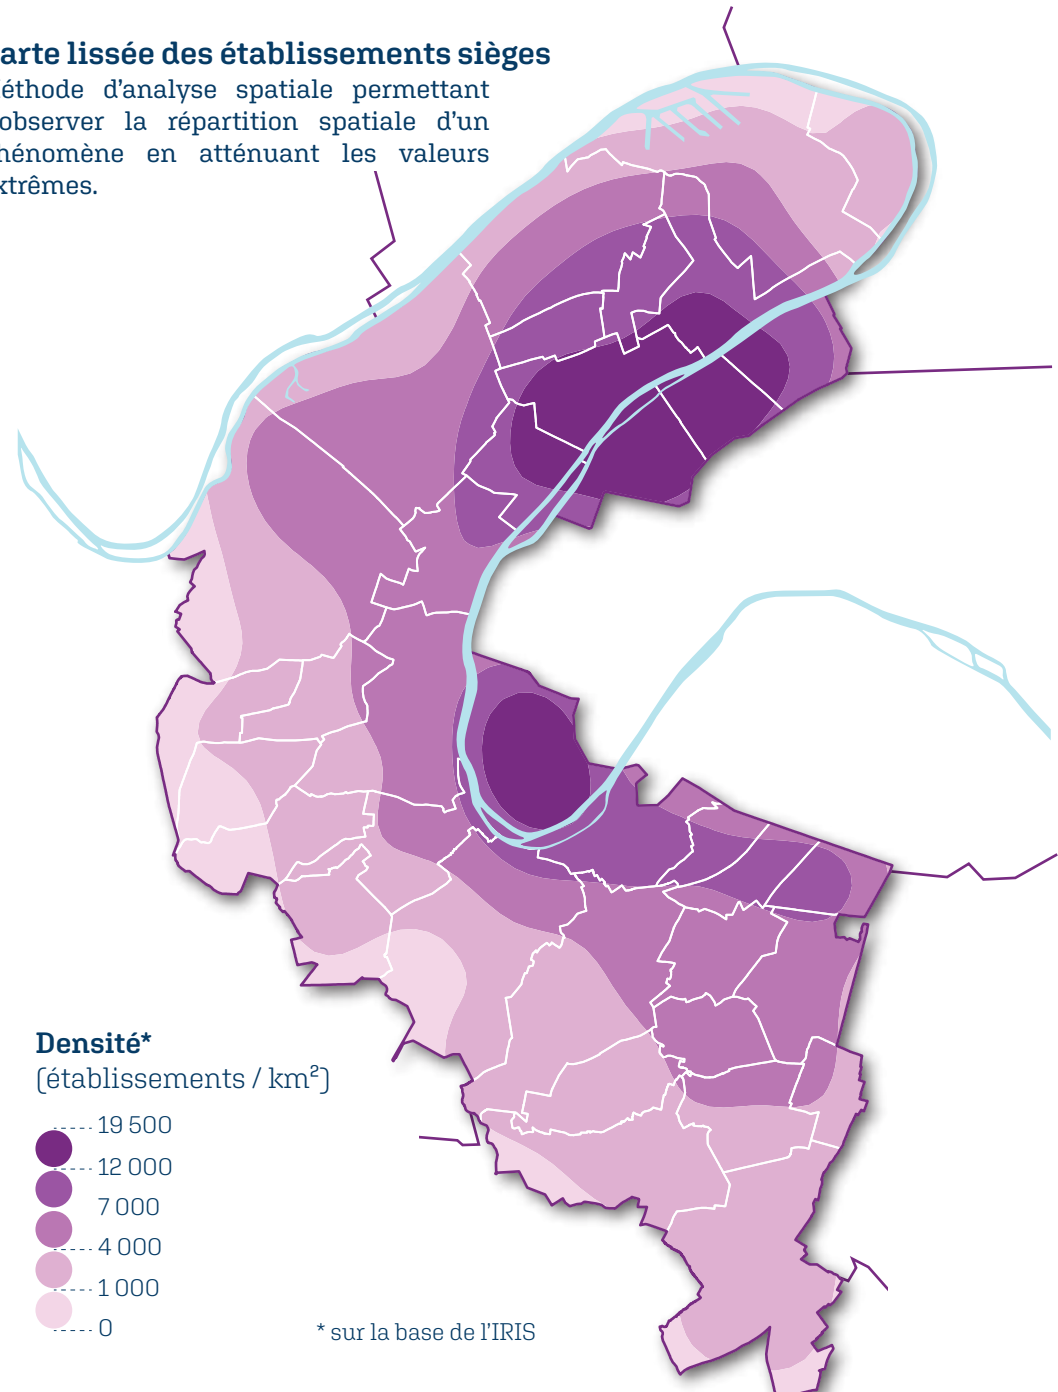 arte lissée des établissements sièges
éthode d'analyse spatiale permettant
observer la répartition spatiale d'un
hénomène en atténuant les valeurs
xtrêmes.
Densité*
(établissements / km²)
19 500
12 000
7 000
4 000
1 000
0
* sur la base de l'IRIS